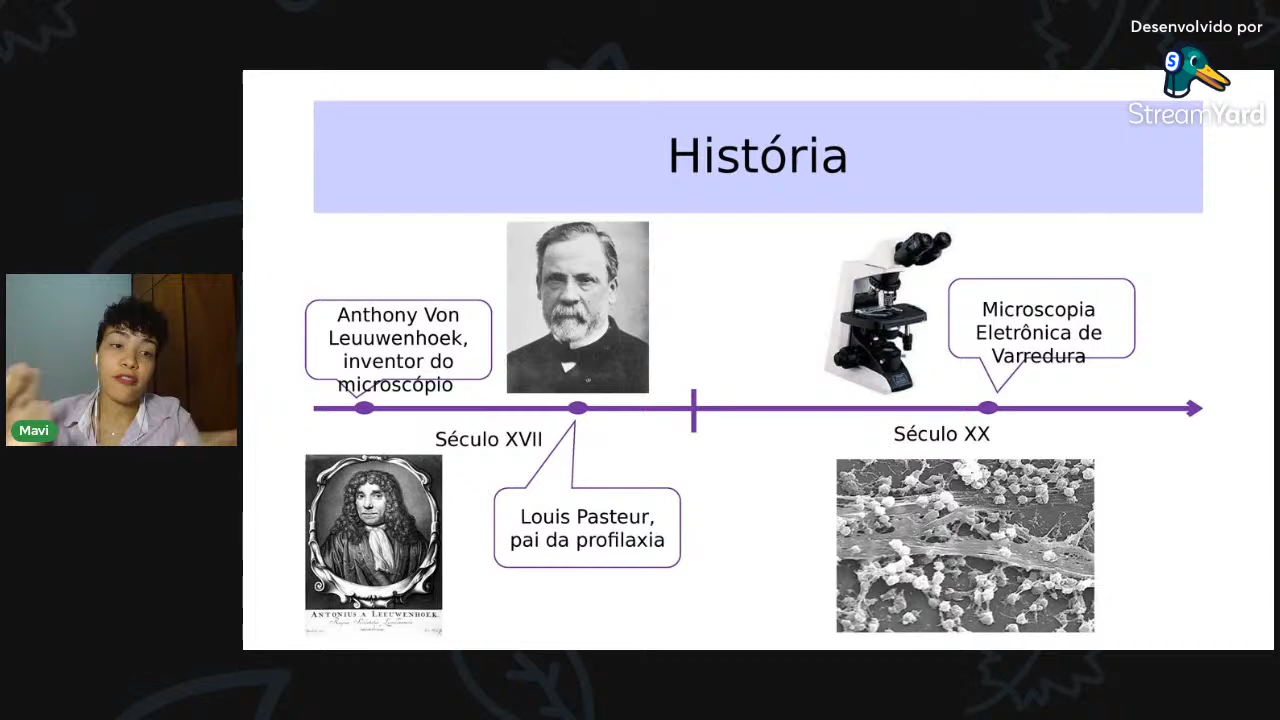 Desenvolvido por
StreamYard
História
Anthony Von
Leuuwenhoek,
inventor do
microscópio
Microscopia
Eletrônica de
Varredura
Século XVII
Século XX
Louis Pasteur,
pai da profilaxia
ANTONIUS A LEEUWENHOEK.
Mavi